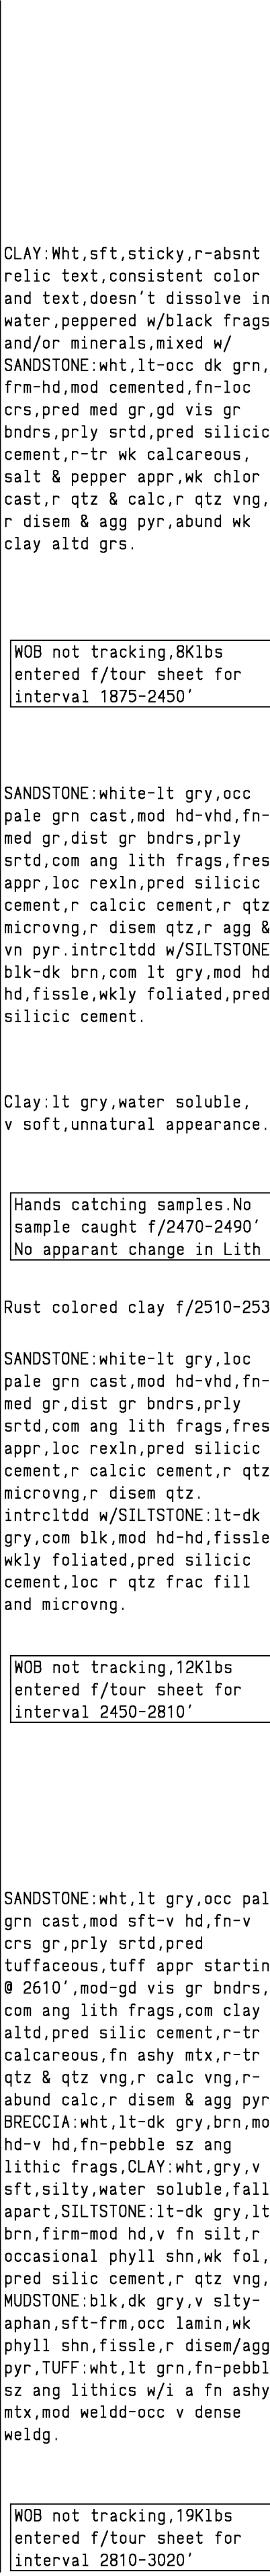 CLAY:Wht,sft,sticky,r-absnt
relic text,consistent color
and text,doesn't dissolve in
water,peppered w/black frags
and/or minerals,mixed w/
SANDSTONE:wht,lt-occ dk grn,
frm-hd,mod cemented,fn-loc
crs,pred med gr,gd vis gr
bndrs,prly srtd,pred silicic
cement,r-tr wk calcareous,
salt & pepper appr,wk chlor
cast,r qtz & calc,r qtz vng,
r disem & agg pyr,abund wk
clay altd grs.
WOB not tracking,8Klbs
entered f/tour sheet for
interval 1875-2450'
SANDSTONE:white-lt gry,occ
pale grn cast,mod hd-vhd,fn-
med gr,dist gr bndrs,prly
srtd,com ang lith frags,fres
appr,loc rexln,pred silicic
cement,r calcic cement,r qtz
microvng,r disem qtz,r agg &
vn pyr.intrcltdd w/SILTSTONE
blk-dk brn,com lt gry,mod hd
hd,fissle,wkly foliated,pred
silicic cement.
Clay:lt gry,water soluble,
v soft,unnatural appearance.
Hands catching samples.No
sample caught f/2470-2490'
No apparant change in Lith
Rust colored clay f/2510-253
SANDSTONE:white-lt gry,loc
pale grn cast,mod hd-vhd,fn-
med gr,dist gr bndrs,prly
srtd,com ang lith frags,fres
appr,loc rexln,pred silicic
cement,r calcic cement,r qtz
microvng,r disem qtz.
intrcltdd w/SILTSTONE:lt-dk
gry,com blk,mod hd-hd,fissle
wkly foliated,pred silicic
cement,loc r qtz frac fill
and microvng.
WOB not tracking,12Klbs
entered f/tour sheet for
interval 2450-2810'
SANDSTONE:wht,lt gry,occ pal
grn cast,mod sft-v hd,fn-v
crs gr,prly srtd,pred
tuffaceous,tuff appr startin
@ 2610',mod-gd vis gr bndrs,
com ang lith frags,com clay
altd,pred silic cement,r-tr
calcareous,fn ashy mtx,r-tr
qtz & qtz vng,r calc vng,r-
abund calc,r disem & agg pyr
BRECCIA:wht,lt-dk gry,brn,mo
hd-v hd,fn-pebble sz ang
lithic frags,CLAY:wht,gry,v
sft,silty,water soluble,fall
apart,SILTSTONE:lt-dk gry,lt
brn,firm-mod hd,v fn silt,r
occasional phyll shn,wk fol,
pred silic cement,r qtz vng,
MUDSTONE:blk,dk gry,v slty-
aphan,sft-frm,occ lamin,wk
phyll shn,fissle,r disem/agg
pyr,TUFF:wht,lt grn,fn-pebbl
sz ang lithics w/i a fn ashy
mtx,mod weldd-occ v dense
weldg.
WOB not tracking,19Klbs
entered f/tour sheet for
interval 2810-3020'